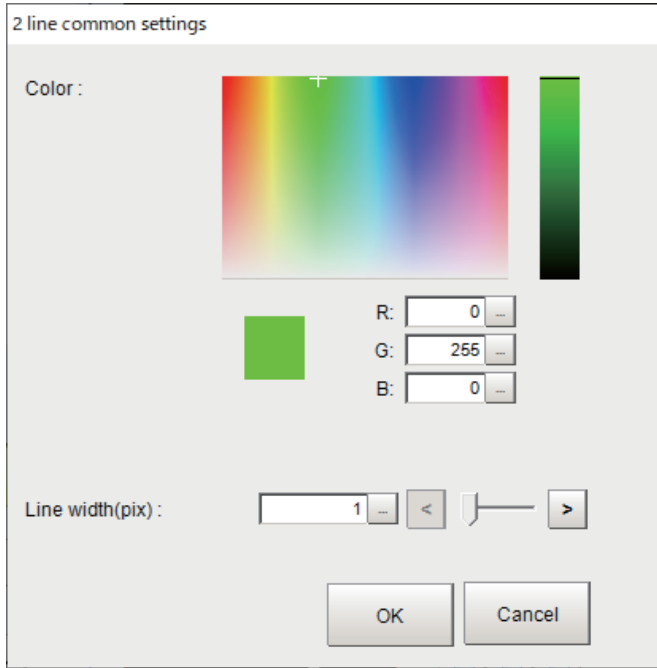 2 line common settings
Color :
R: 0 ...
G: 255 ...
B: 0 ...
Line width(pix) : 1 ... < >
OK Cancel